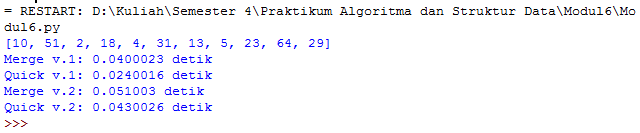 = RESTART: D:\Kuliah\Semester 4\Praktikum Algoritma dan Struktur Data\Modul6\Mo
dul6.py
[10, 51, 2, 18, 4, 31, 13, 5, 23, 64, 29]
Merge v.1: 0.0400023 detik
Quick v.1: 0.0240016 detik
Merge v.2: 0.051003 detik
Quick v.2: 0.0430026 detik
>>>